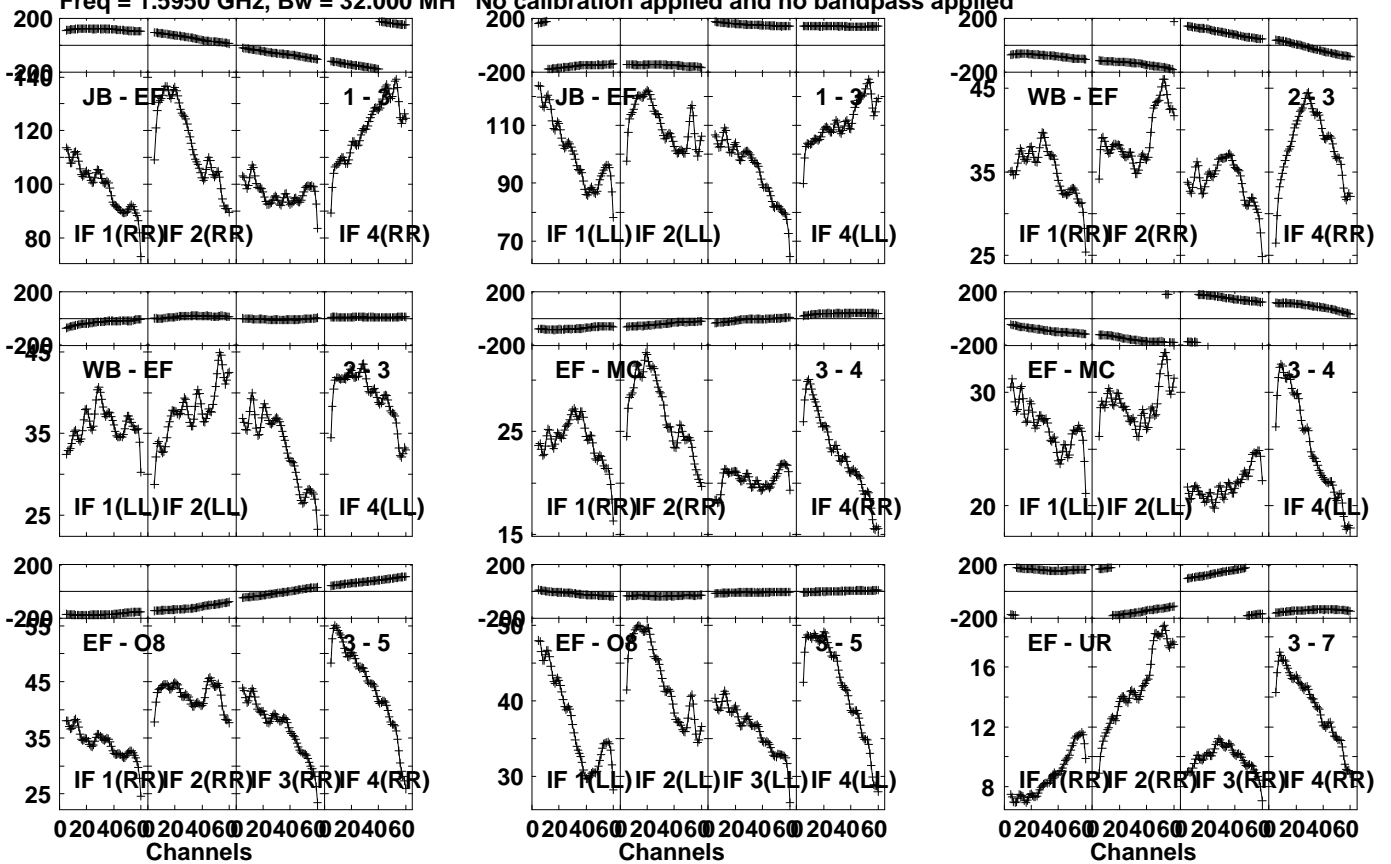 Freq = 1.5950 GHz, Bw = 32.000 MH No calibration applied and no bandpass applied
200 200 200
-200 -200 -200
140 JB - EF 1 - 3 JB - EF 1 - 3 45 WB - EF 2 - 3
120 110
100 90 35
80 IF 1(RR) IF 2(RR) IF 4(RR) 70 IF 1(LL) IF 2(LL) IF 4(LL) 25 IF 1(RR) IF 2(RR) IF 4(RR)
200 200 200
-200 -200 -200
45 WB - EF 2 - 3 EF - MC 3 - 4 EF - MC 3 - 4
35 25 30
25 IF 1(LL) IF 2(LL) IF 4(LL) 15 IF 1(RR) IF 2(RR) IF 4(RR) 20 IF 1(LL) IF 2(LL) IF 4(LL)
200 200 200
-200 -200 -200
55 EF - O8 3 - 5 50 EF - O8 3 - 5 EF - UR 3 - 7
45 40 16
35 30 12
25 IF 1(RR) IF 2(RR) IF 3(RR) IF 4(RR) IF 1(LL) IF 2(LL) IF 3(LL) IF 4(LL) 8 IF 1(RR) IF 2(RR) IF 3(RR) IF 4(RR)
0 20 40 60 0 20 40 60 0 20 40 60 0 20 40 60 0 20 40 60 0 20 40 60 0 20 40 60 0 20 40 60 0 20 40 60 0 20 40 60 0 20 40 60 0 20 40 60
Channels Channels Channels